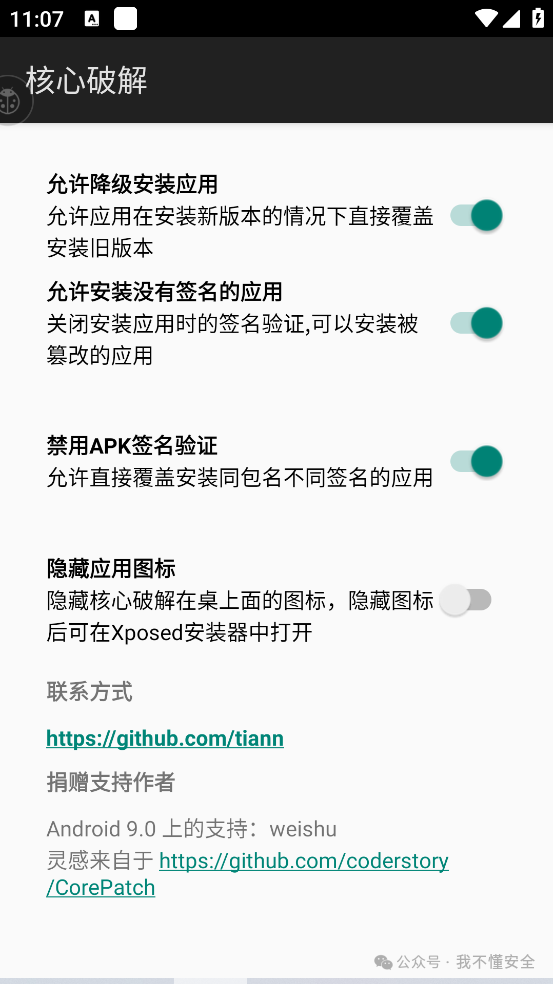 11:07
A
核心破解
允许降级安装应用
允许应用在安装新版本的情况下直接覆盖
安装旧版本
允许安装没有签名的应用
关闭安装应用时的签名验证,可以安装被
篡改的应用
禁用APK签名验证
允许直接覆盖安装同包名不同签名的应用
隐藏应用图标
隐藏核心破解在桌上面的图标，隐藏图标
后可在Xposed安装器中打开
联系方式
https://github.com/tiann
捐赠支持作者
Android 9.0 上的支持：weishu
灵感来自于 https://github.com/coderstory
/CorePatch
公众号 · 我不懂安全